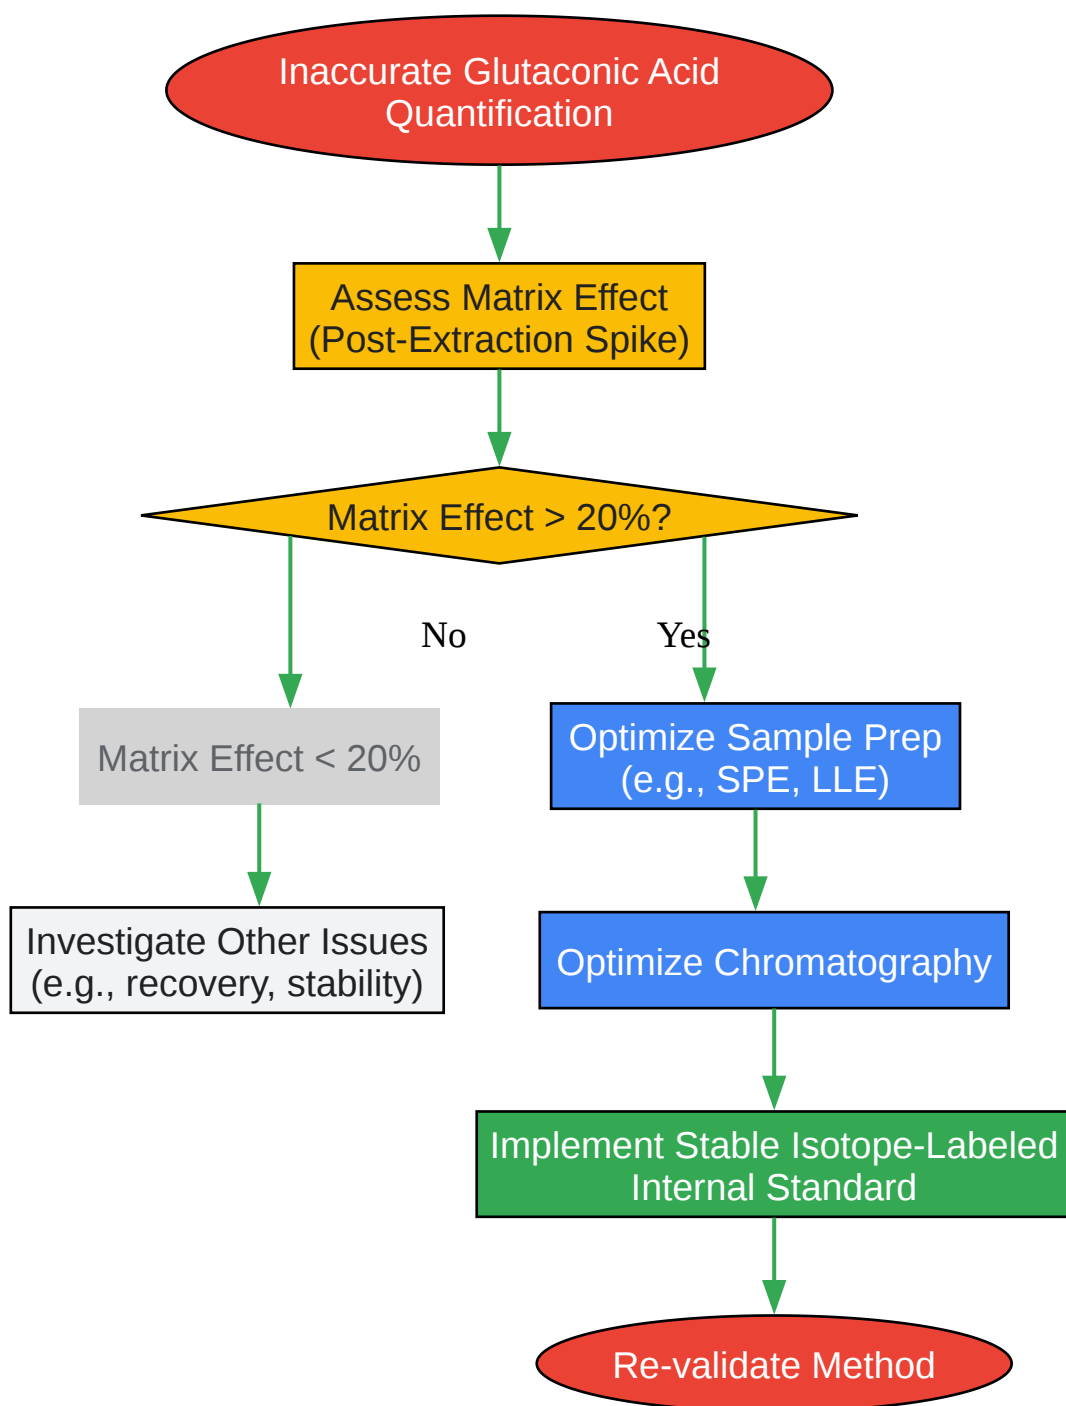 Inaccurate Glutaconic Acid
Quantification
Assess Matrix Effect
(Post-Extraction Spike)
Matrix Effect > 20%?
No
Yes
Matrix Effect < 20%
Optimize Sample Prep
(e.g., SPE, LLE)
Investigate Other Issues
(e.g., recovery, stability)
Optimize Chromatography
Implement Stable Isotope-Labeled
Internal Standard
Re-validate Method